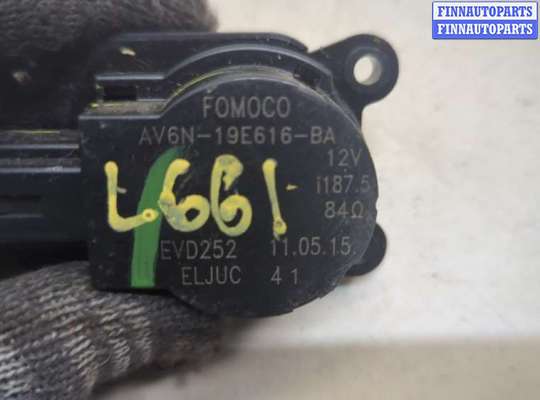 FINNAUTOPARTS
FINNAUTOPARTS
FOMOCO
AV6N-19E616-BA
12V
i187.5
84Ω
L661
EVD252 11.05.15.
ELJUC 41